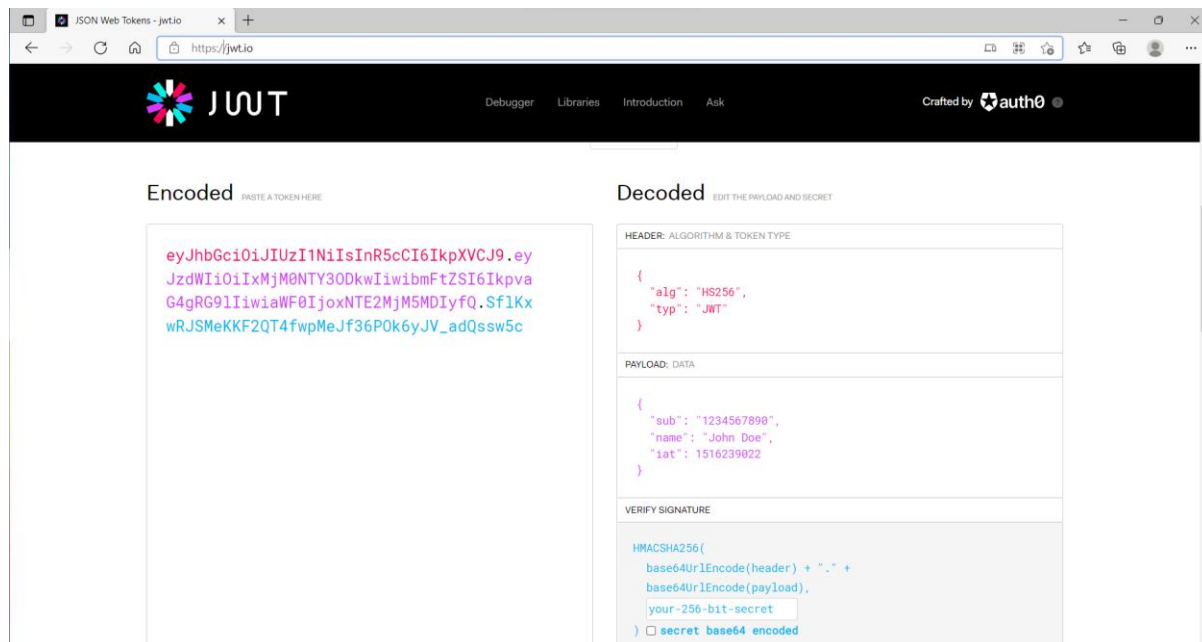 JSON Web Tokens - jwt.io
https://jwt.io
JWT
Debugger Libraries Introduction Ask
Crafted by auth0
Encoded PASTE A TOKEN HERE
eyJhbGciOiJIUzI1NiIsInR5cCI6IkpXVCJ9.ey
JzdWIiOiIxMjM0NTY3ODkwIiwibmFtZSI6Ikpva
G4gRG9lIiwiaWF0IjoxNTE2MjM5MDIyfQ.SflKx
wRJSMeKKF2QT4fwpMeJf36POk6yJV_adQssw5c
Decoded EDIT THE PAYLOAD AND SECRET
HEADER: ALGORITHM & TOKEN TYPE
{
"alg": "HS256",
"typ": "JWT"
}
PAYLOAD: DATA
{
"sub": "1234567890",
"name": "John Doe",
"iat": 1516239022
}
VERIFY SIGNATURE
HMACSHA256(
base64UrlEncode(header) + "." +
base64UrlEncode(payload),
your-256-bit-secret
) secret base64 encoded